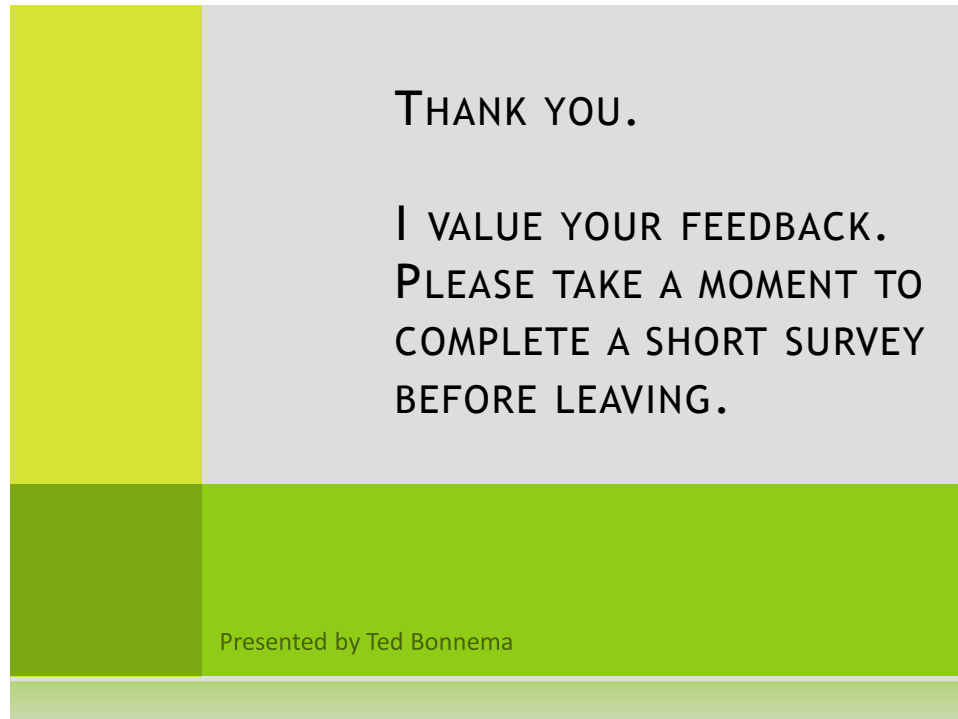 THANK YOU.
I VALUE YOUR FEEDBACK.
PLEASE TAKE A MOMENT TO
COMPLETE A SHORT SURVEY
BEFORE LEAVING.
Presented by Ted Bonnema